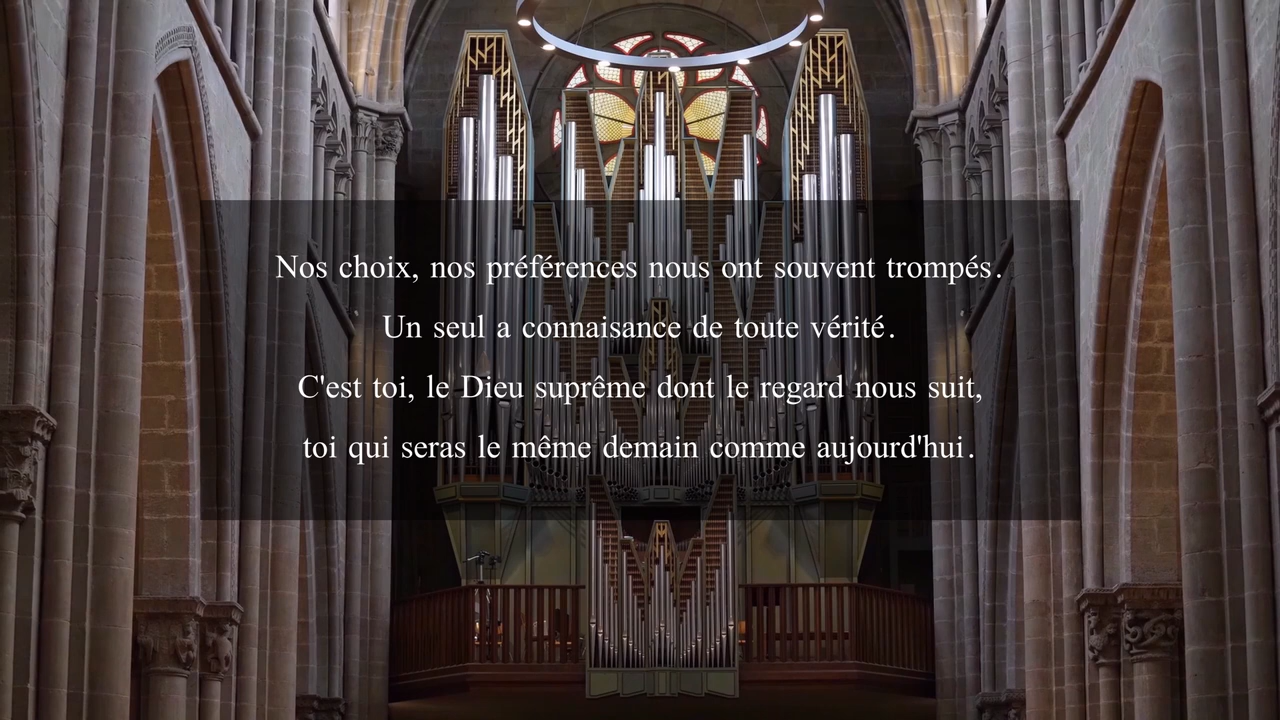 Nos choix, nos préférences nous ont souvent trompés.
Un seul a connaisance de toute vérité.
C'est toi, le Dieu suprême dont le regard nous suit,
toi qui seras le même demain comme aujourd'hui.